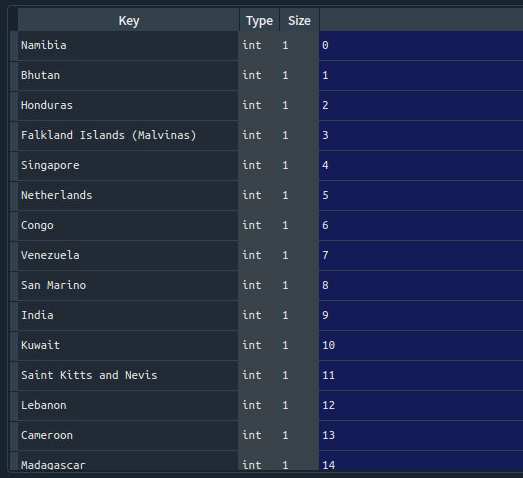 Key Type Size
Namibia int 1 0
Bhutan int 1 1
Honduras int 1 2
Falkland Islands (Malvinas) int 1 3
Singapore int 1 4
Netherlands int 1 5
Congo int 1 6
Venezuela int 1 7
San Marino int 1 8
India int 1 9
Kuwait int 1 10
Saint Kitts and Nevis int 1 11
Lebanon int 1 12
Cameroon int 1 13
Madagascar int 1 14